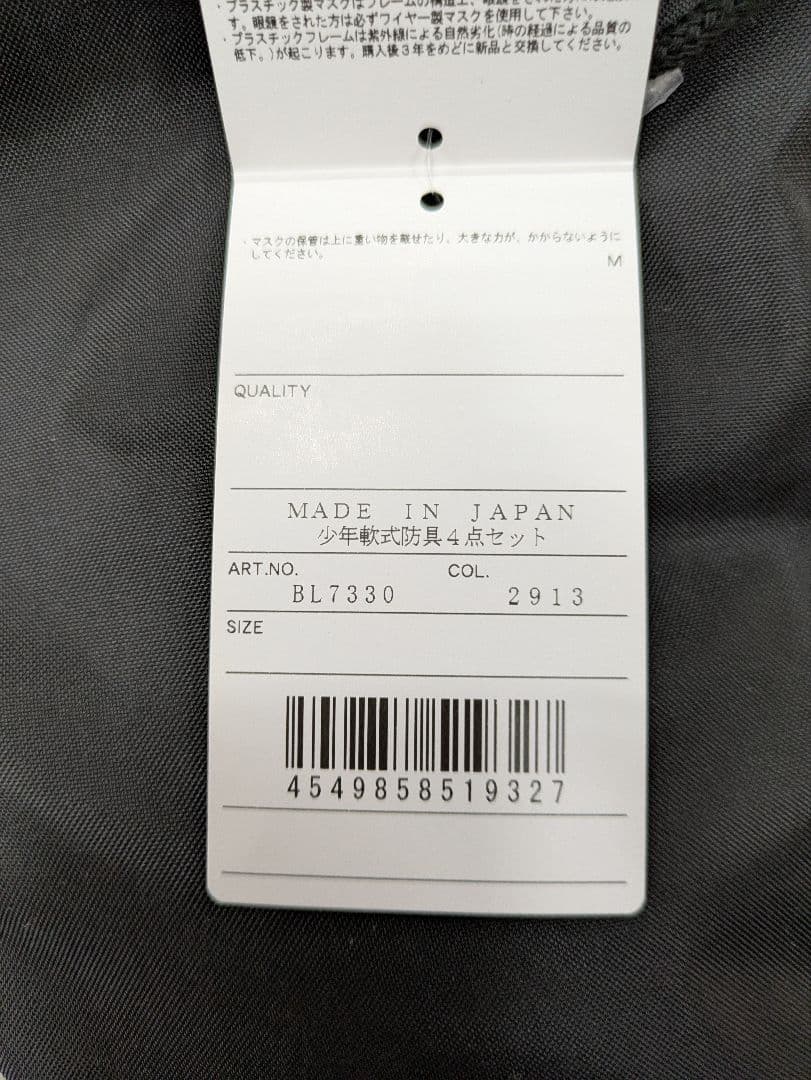 ・プラスチック製マスクはフレームの構造上、眼鏡を
す。眼鏡をされた方は必ずワイヤー製マスクを使用して下さい。
・プラスチックフレームは紫外線による自然劣化(時の経過による品質の
低下。)が起こります。購入後3年をめどに新品と交換してください。
・マスクの保管は上に重い物を載せたり、大きな力が、かからないように
してください。
M
QUALITY
MADE IN JAPAN
少年軟式防具4点セット
ART.NO. COL.
BL7330 2913
SIZE
4549858519327